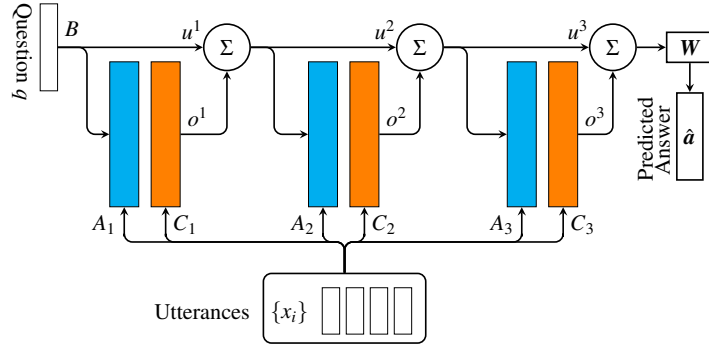 Question q
B
u¹
Σ
u²
Σ
u³
Σ
W
o¹
o²
o³
Predicted
Answer
â
A₁
C₁
A₂
C₂
A₃
C₃
Utterances
{xᵢ}